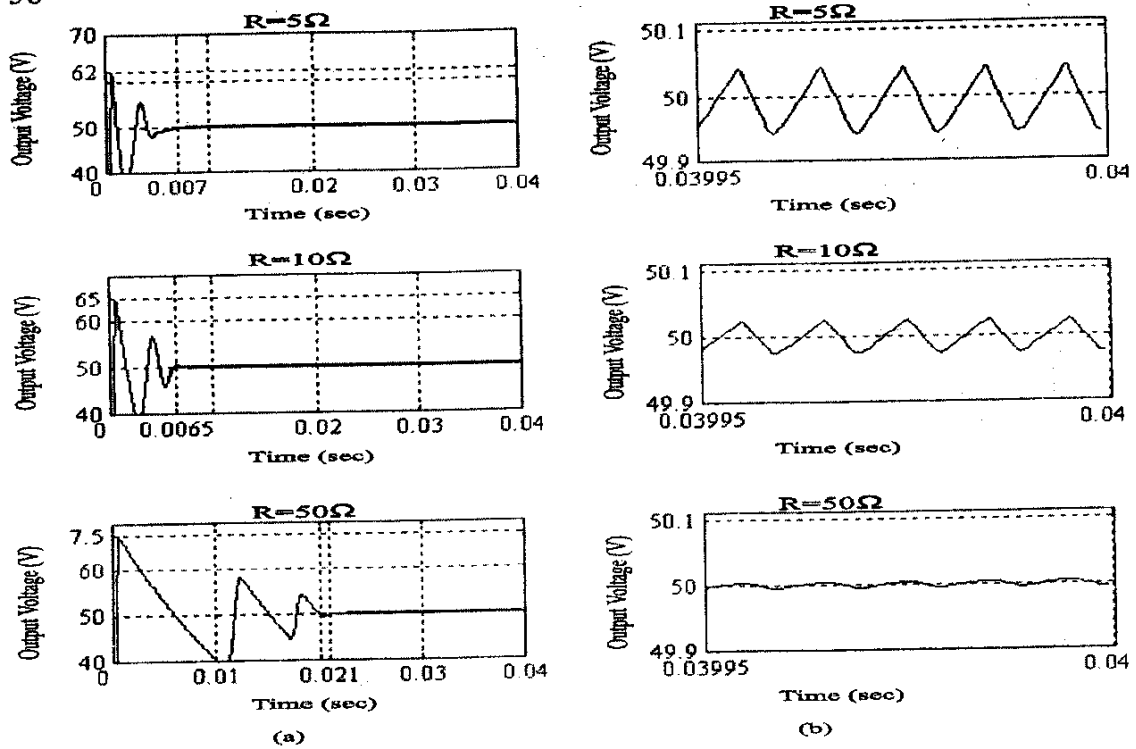 R=5Ω
Output Voltage (V)
70
62
50
40
0
0.007
0.02
0.03
0.04
Time (sec)
R=5Ω
Output Voltage (V)
50.1
50
49.9
0.03995
0.04
Time (sec)
R=10Ω
Output Voltage (V)
65
60
50
40
0
0.0065
0.02
0.03
0.04
Time (sec)
R=10Ω
Output Voltage (V)
50.1
50
49.9
0.03995
0.04
Time (sec)
R=50Ω
Output Voltage (V)
7.5
60
50
40
0
0.01
0.021
0.03
0.04
Time (sec)
(a)
R=50Ω
Output Voltage (V)
50.1
50
49.9
0.03995
0.04
Time (sec)
(b)